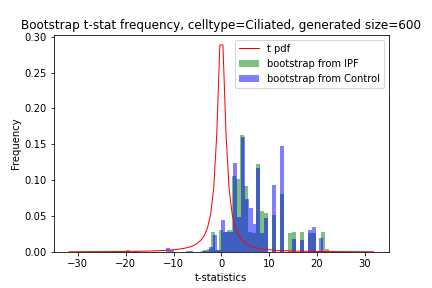 Bootstrap t-stat frequency, celltype=Ciliated, generated size=600
t pdf
bootstrap from IPF
bootstrap from Control
Frequency
0.30
0.25
0.20
0.15
0.10
0.05
0.00
−30 −20 −10 0 10 20 30
t-statistics